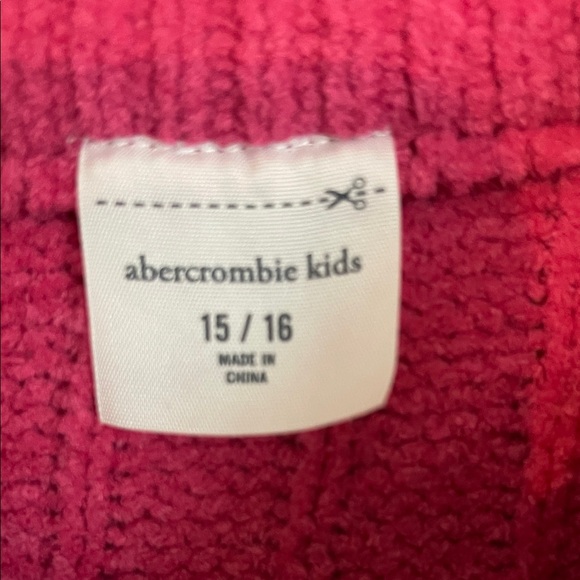 abercrombie kids
15 / 16
MADE IN
CHINA